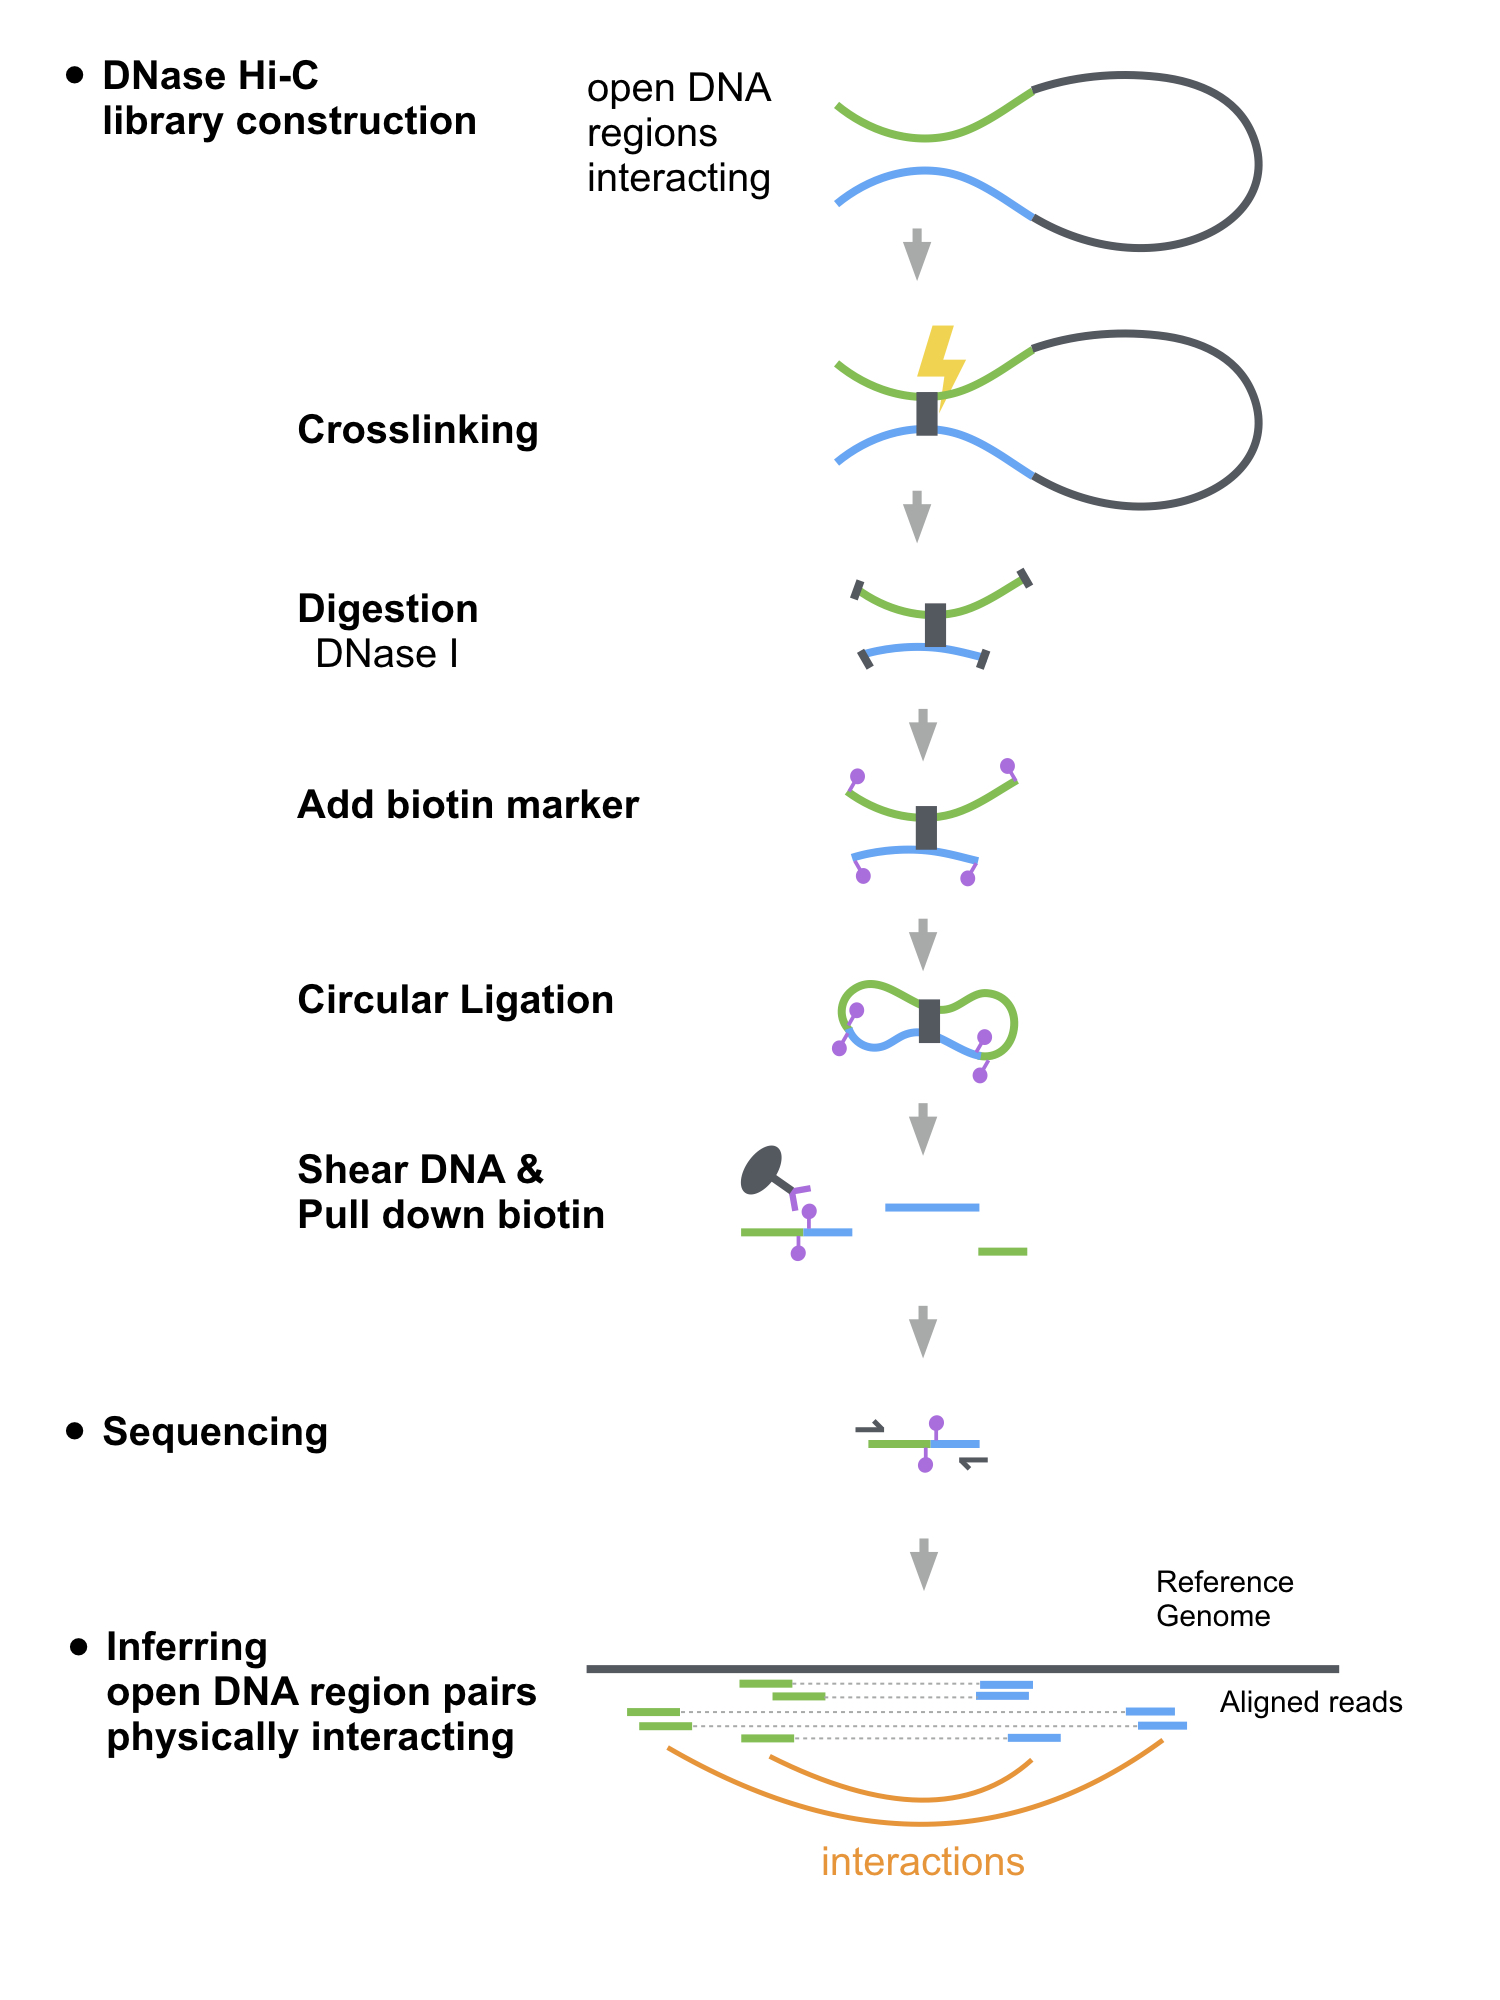 DNase Hi-C
library construction
open DNA
regions
interacting
Crosslinking
Digestion
DNase I
Add biotin marker
Circular Ligation
Shear DNA &
Pull down biotin
Sequencing
Reference
Genome
Inferring
open DNA region pairs
physically interacting
Aligned reads
interactions